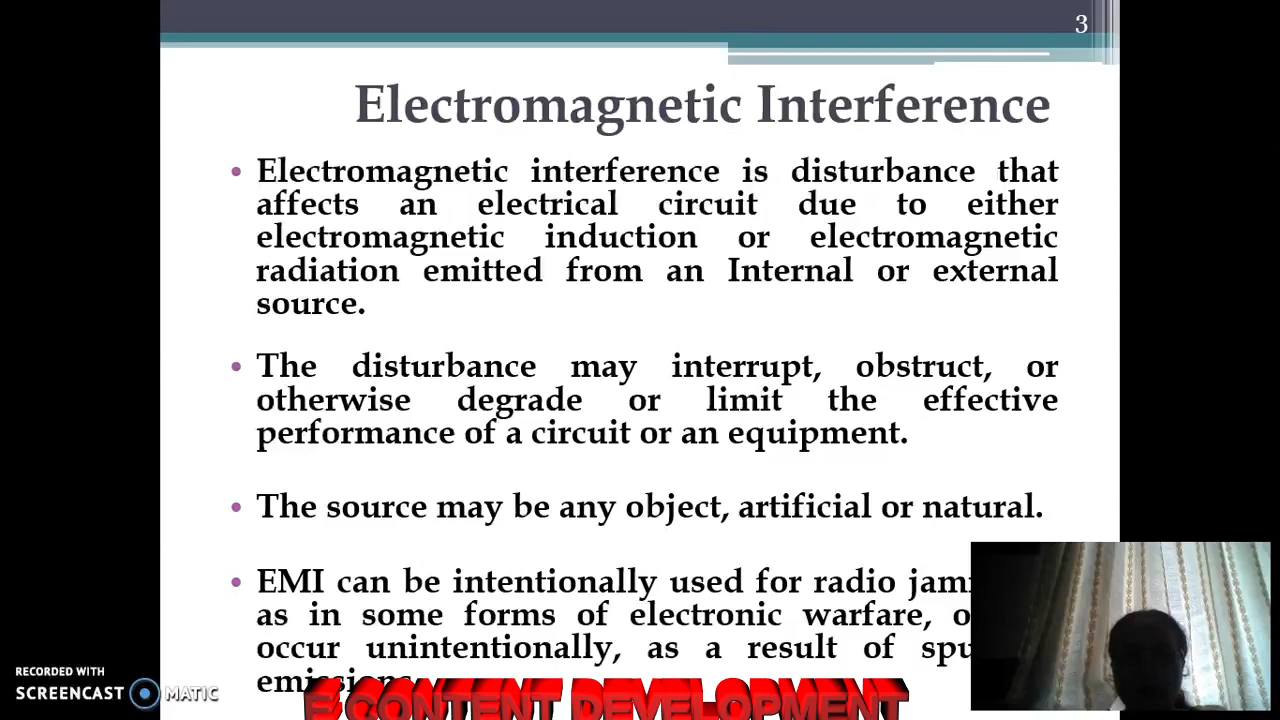 3
Electromagnetic Interference
• Electromagnetic interference is disturbance that
affects an electrical circuit due to either
electromagnetic induction or electromagnetic
radiation emitted from an Internal or external
source.
• The disturbance may interrupt, obstruct, or
otherwise degrade or limit the effective
performance of a circuit or an equipment.
• The source may be any object, artificial or natural.
• EMI can be intentionally used for radio
as in some forms of electronic warfare,
occur unintentionally, as a result of
RECORDED WITH
SCREENCAST MATIC
E-CONTENT DEVELOPMENT